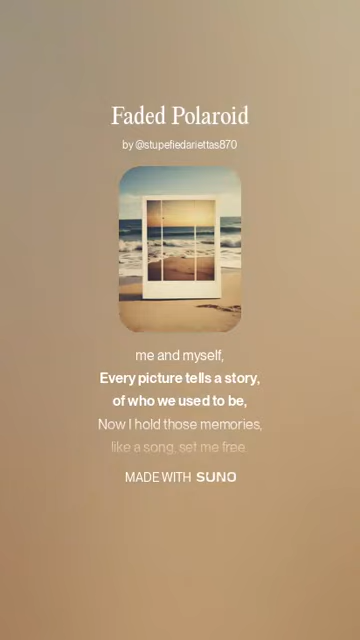 Faded Polaroid
by @stupefiedariettas870
me and myself,
Every picture tells a story,
of who we used to be,
Now I hold those memories,
like a song, set me free.
MADE WITH SUNO